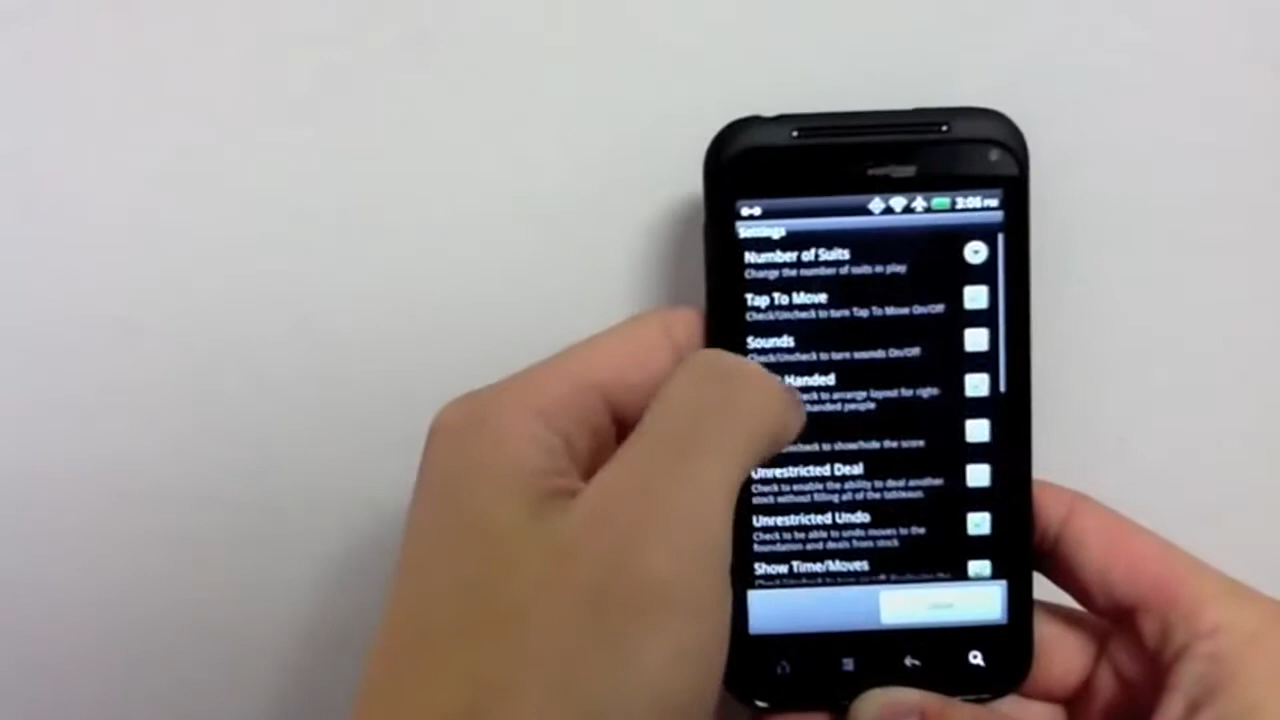 3:06 PM
Settings
Number of Suits
Change the number of suits in play
Tap To Move
Check/Uncheck to turn Tap To Move On/Off
Sounds
Check/Uncheck to turn sounds On/Off
Handed
check to arrange layout for right-
handed people
check to show/hide the score
Unrestricted Deal
Check to enable the ability to deal another
stock without filling all of the tableaus
Unrestricted Undo
Check to be able to undo moves to the
foundation and deals from stock
Show Time/Moves